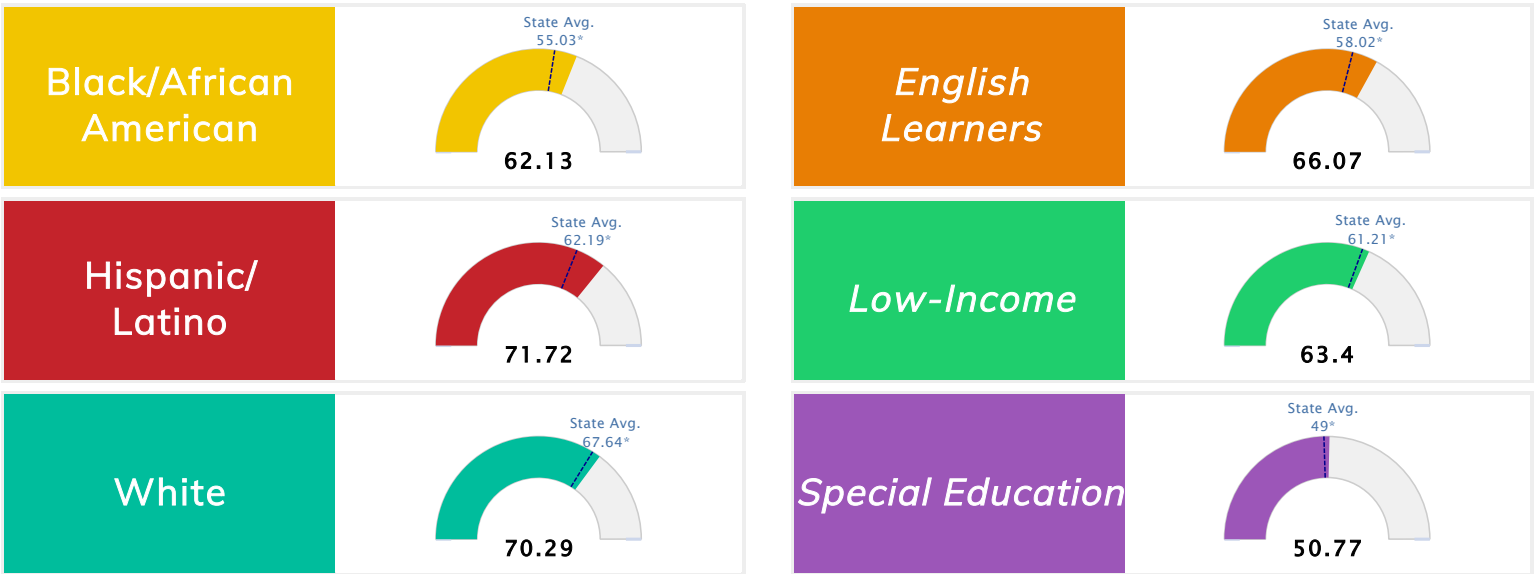 Black/African
American
State Avg.
55.03*
62.13
English
Learners
State Avg.
58.02*
66.07
Hispanic/
Latino
State Avg.
62.19*
71.72
Low-Income
State Avg.
61.21*
63.4
White
State Avg.
67.64*
70.29
Special Education
State Avg.
49*
50.77